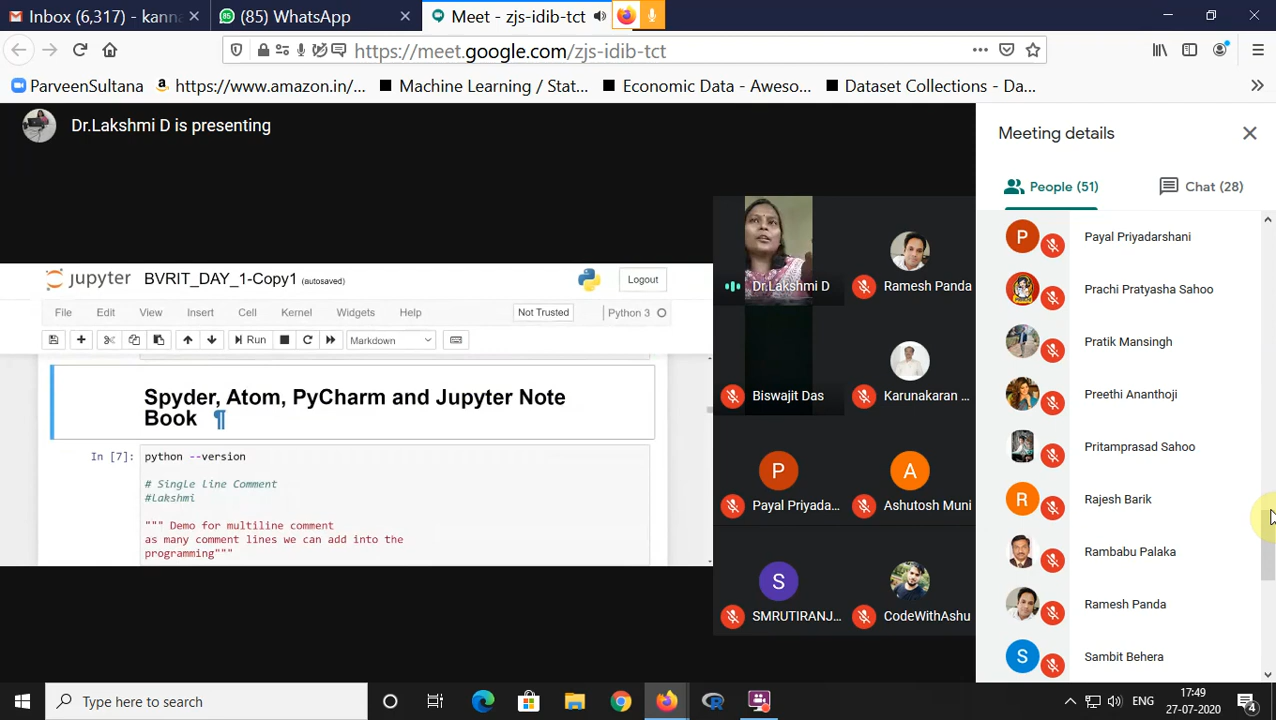 Inbox (6,317) - kanna
(85) WhatsApp
Meet - zjs-idib-tct
https://meet.google.com/zjs-idib-tct
ParveenSultana
https://www.amazon.in/...
Machine Learning / Stat...
Economic Data - Aweso...
Dataset Collections - Da...
Dr.Lakshmi D is presenting
Meeting details
People (51)
Chat (28)
jupyter BVRIT_DAY_1-Copy1 (autosaved)
Logout
File Edit View Insert Cell Kernel Widgets Help
Not Trusted
Python 3
Run
Markdown
Spyder, Atom, PyCharm and Jupyter Note
Book ¶
In [7]: python --version
# Single line Comment
#lakshmi
""" Demo for multiline comment
as many comment lines we can add into the
programming"""
Dr.Lakshmi D
Ramesh Panda
Biswajit Das
Karunakaran ...
P
Payal Priyada...
A
Ashutosh Muni
S
SMRUTIRANJ...
CodeWithAshu
P
Payal Priyadarshani
Prachi Pratyasha Sahoo
Pratik Mansingh
Preethi Ananthoji
Pritamprasad Sahoo
R
Rajesh Barik
Rambabu Palaka
Ramesh Panda
S
Sambit Behera
Type here to search
R
ENG
17:49
27-07-2020
4